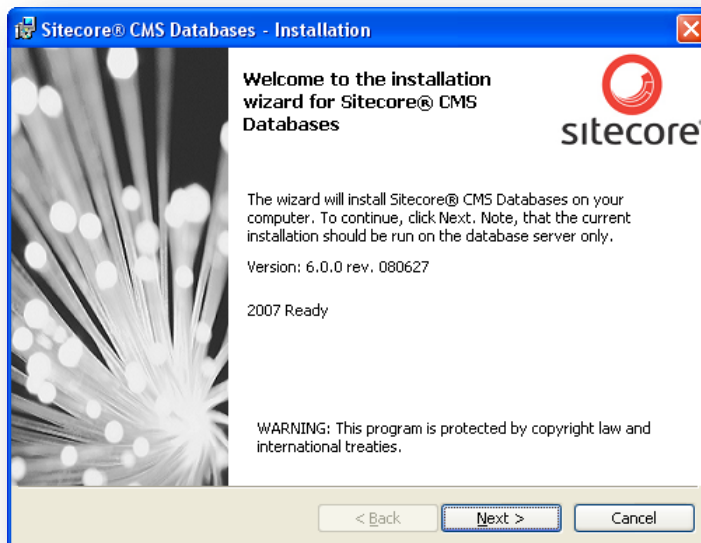 Sitecore® CMS Databases - Installation
Welcome to the installation
wizard for Sitecore® CMS
Databases
sitecore
The wizard will install Sitecore® CMS Databases on your
computer. To continue, click Next. Note, that the current
installation should be run on the database server only.
Version: 6.0.0 rev. 080627
2007 Ready
WARNING: This program is protected by copyright law and
international treaties.
< Back
Next >
Cancel